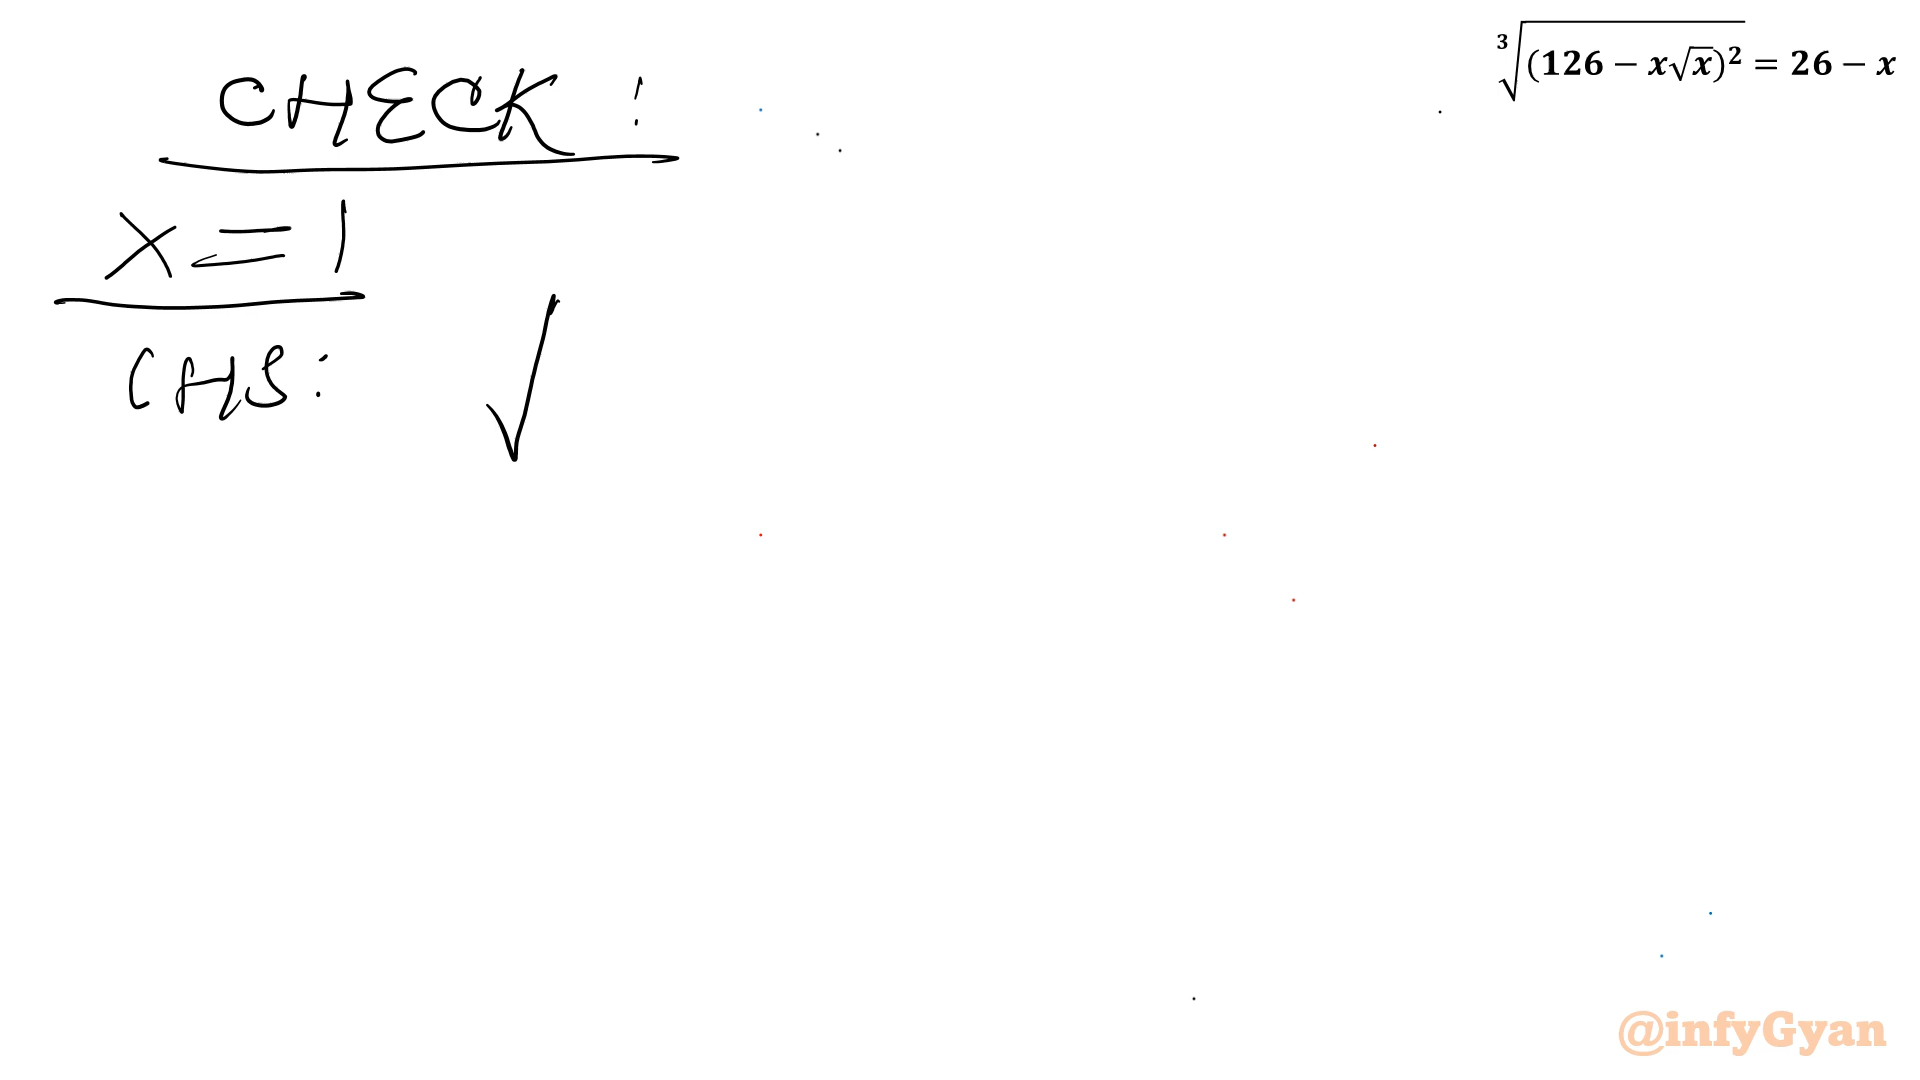 ∛(126 − x√x)² = 26 − x
CHECK :
x = 1
LHS : √
@infyGyan